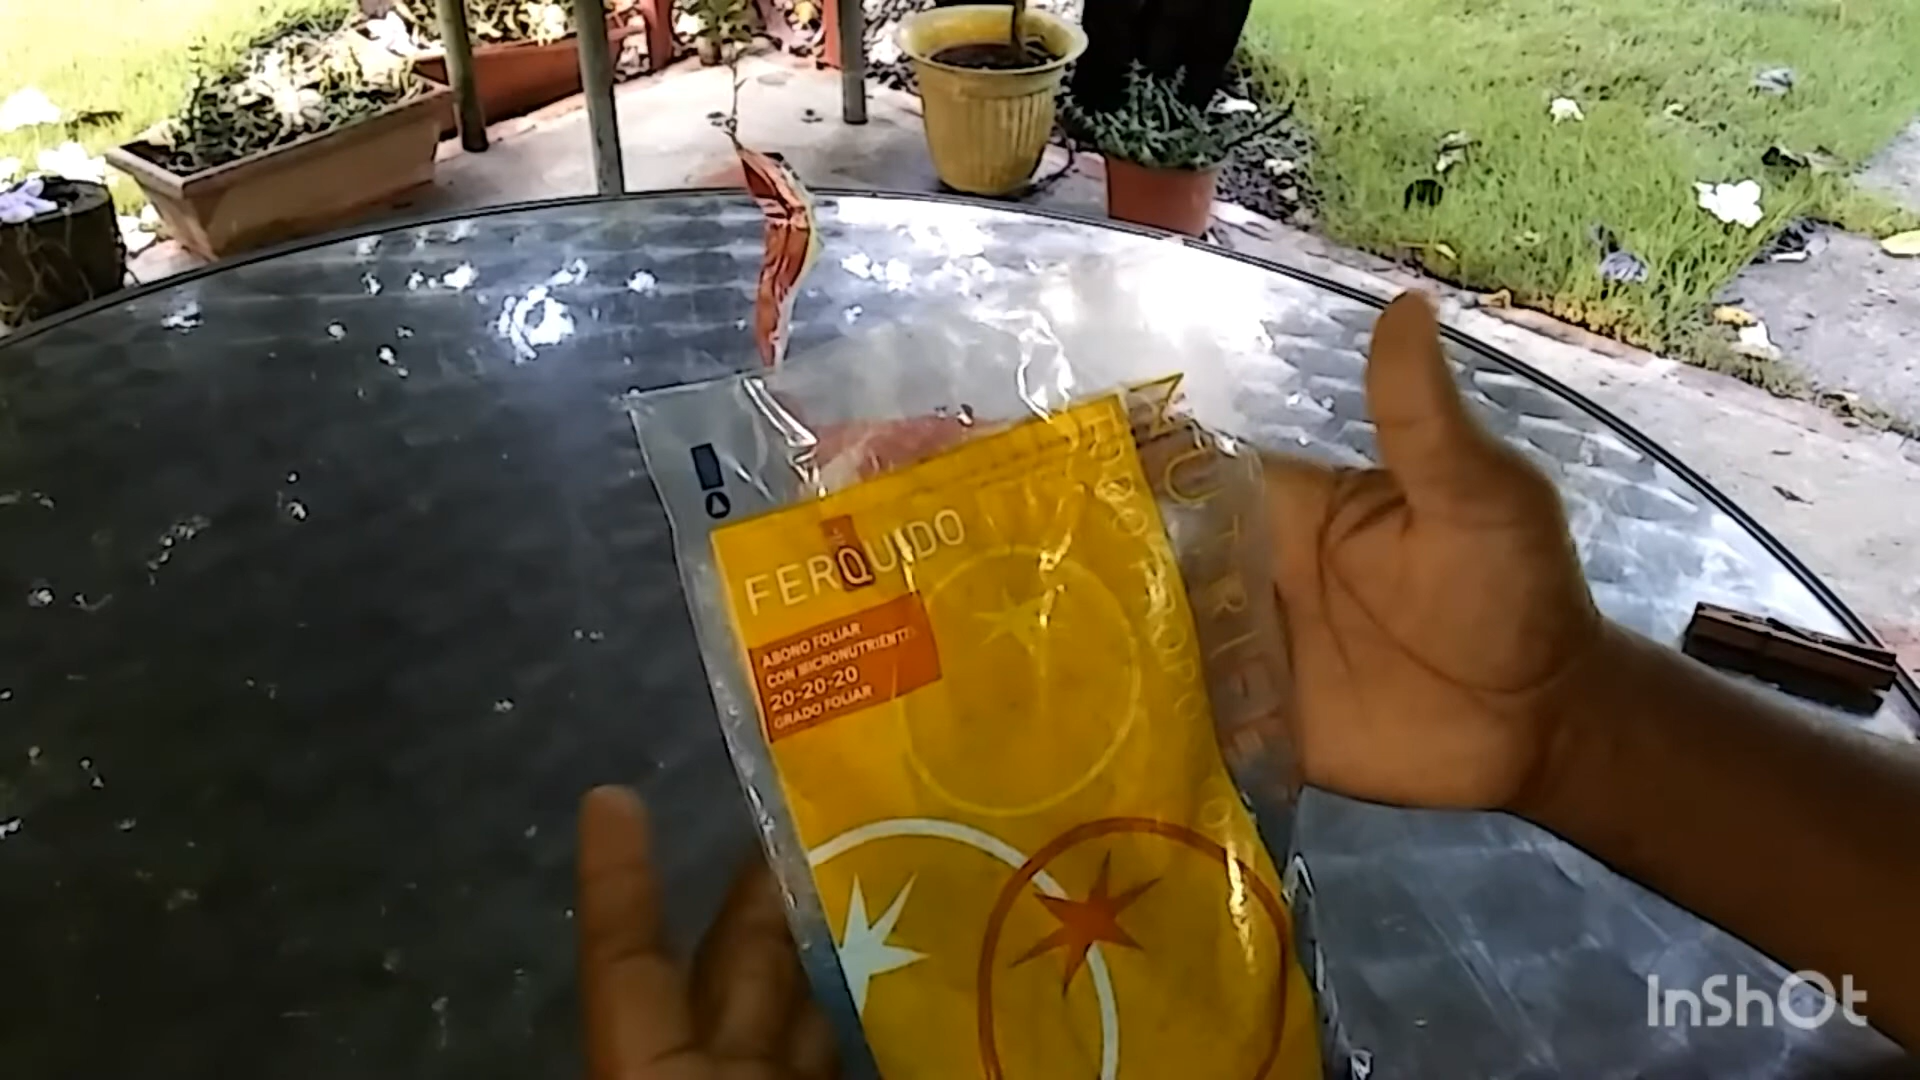 FERQUIDO
ABONO FOLIAR
CON MICRONUTRIENTES
20-20-20
GRADO FOLIAR
InShOt